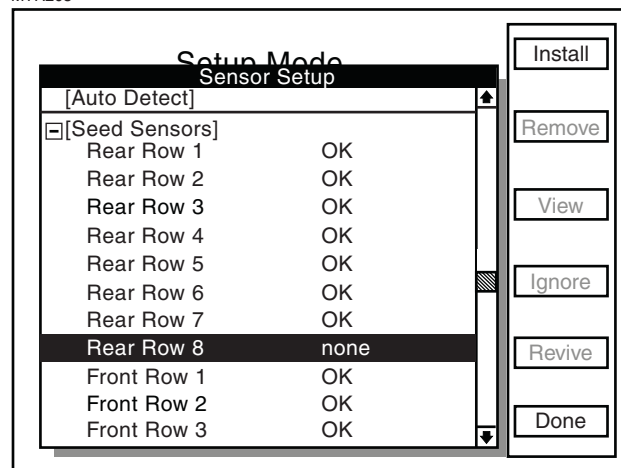 Setup Mode
Sensor Setup
[Auto Detect]
[Seed Sensors]
Rear Row 1 OK
Rear Row 2 OK
Rear Row 3 OK
Rear Row 4 OK
Rear Row 5 OK
Rear Row 6 OK
Rear Row 7 OK
Rear Row 8 none
Front Row 1 OK
Front Row 2 OK
Front Row 3 OK
Install
Remove
View
Ignore
Revive
Done